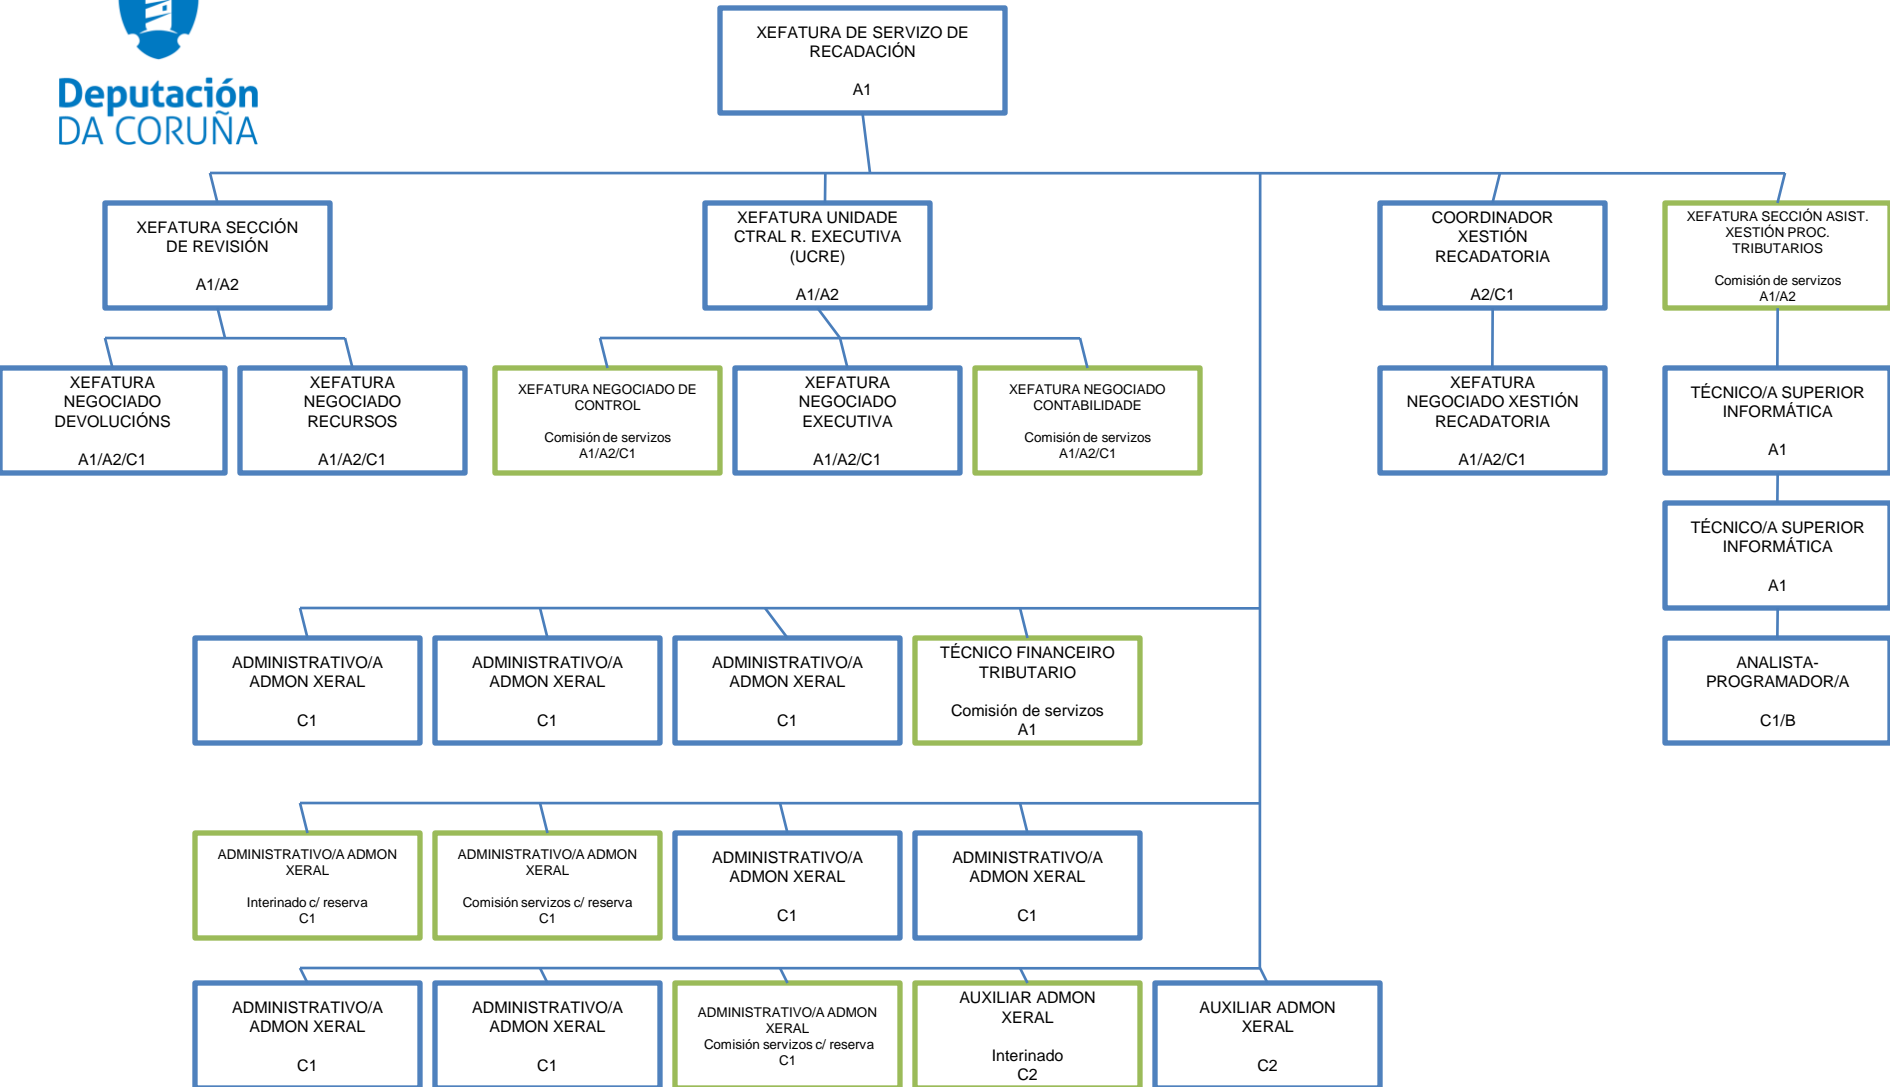 Deputación
DA CORUÑA
XEFATURA DE SERVIZO DE
RECADACIÓN
A1
XEFATURA SECCIÓN
DE REVISIÓN
A1/A2
XEFATURA UNIDADE
CTRAL R. EXECUTIVA
(UCRE)
A1/A2
COORDINADOR
XESTIÓN
RECADATORIA
A2/C1
XEFATURA SECCIÓN ASIST.
XESTIÓN PROC.
TRIBUTARIOS
Comisión de servizos
A1/A2
XEFATURA
NEGOCIADO
DEVOLUCIÓNS
A1/A2/C1
XEFATURA
NEGOCIADO
RECURSOS
A1/A2/C1
XEFATURA NEGOCIADO DE
CONTROL
Comisión de servizos
A1/A2/C1
XEFATURA
NEGOCIADO
EXECUTIVA
A1/A2/C1
XEFATURA NEGOCIADO
CONTABILIDADE
Comisión de servizos
A1/A2/C1
XEFATURA
NEGOCIADO XESTIÓN
RECADATORIA
A1/A2/C1
TÉCNICO/A SUPERIOR
INFORMÁTICA
A1
TÉCNICO/A SUPERIOR
INFORMÁTICA
A1
ADMINISTRATIVO/A
ADMON XERAL
C1
ADMINISTRATIVO/A
ADMON XERAL
C1
ADMINISTRATIVO/A
ADMON XERAL
C1
TÉCNICO FINANCEIRO
TRIBUTARIO
Comisión de servizos
A1
ANALISTA-
PROGRAMADOR/A
C1/B
ADMINISTRATIVO/A ADMON
XERAL
Interinado c/ reserva
C1
ADMINISTRATIVO/A ADMON
XERAL
Comisión servizos c/ reserva
C1
ADMINISTRATIVO/A
ADMON XERAL
C1
ADMINISTRATIVO/A
ADMON XERAL
C1
ADMINISTRATIVO/A
ADMON XERAL
C1
ADMINISTRATIVO/A
ADMON XERAL
C1
ADMINISTRATIVO/A ADMON
XERAL
Comisión servizos c/ reserva
C1
AUXILIAR ADMON
XERAL
Interinado
C2
AUXILIAR ADMON
XERAL
C2